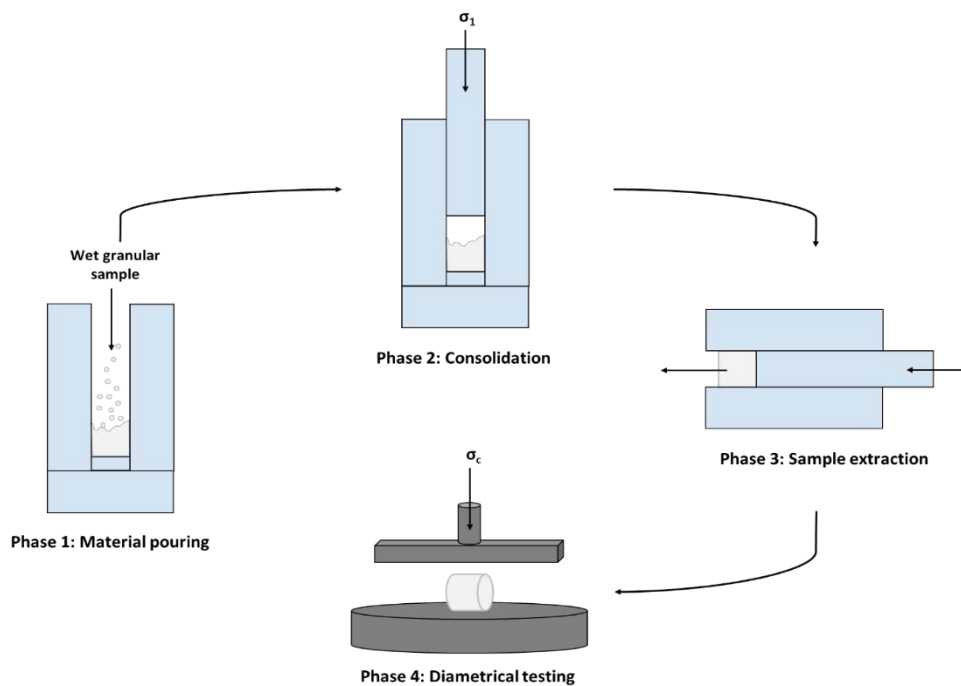 σ1
Wet granular
sample
Phase 2: Consolidation
Phase 1: Material pouring
Phase 3: Sample extraction
σc
Phase 4: Diametrical testing